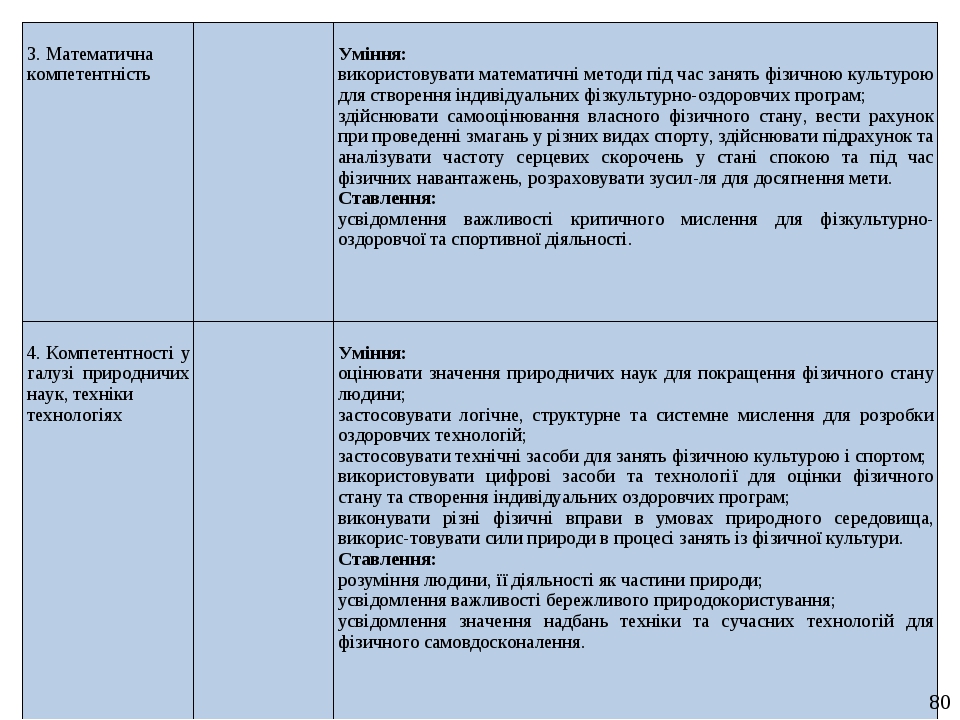 3. Математична
компетентність
Уміння:
використовувати математичні методи під час занять фізичною культурою
для створення індивідуальних фізкультурно-оздоровчих програм;
здійснювати самооцінювання власного фізичного стану, вести рахунок
при проведенні змагань у різних видах спорту, здійснювати підрахунок та
аналізувати частоту серцевих скорочень у стані спокою та під час
фізичних навантажень, розраховувати зусил-ля для досягнення мети.
Ставлення:
усвідомлення важливості критичного мислення для фізкультурно-
оздоровчої та спортивної діяльності.
4. Компетентності у
галузі природничих
наук, техніки
технологіях
Уміння:
оцінювати значення природничих наук для покращення фізичного стану
людини;
застосовувати логічне, структурне та системне мислення для розробки
оздоровчих технологій;
застосовувати технічні засоби для занять фізичною культурою і спортом;
використовувати цифрові засоби та технології для оцінки фізичного
стану та створення індивідуальних оздоровчих програм;
виконувати різні фізичні вправи в умовах природного середовища,
викорис-товувати сили природи в процесі занять із фізичної культури.
Ставлення:
розуміння людини, її діяльності як частини природи;
усвідомлення важливості бережливого природокористування;
усвідомлення значення надбань техніки та сучасних технологій для
фізичного самовдосконалення.
80